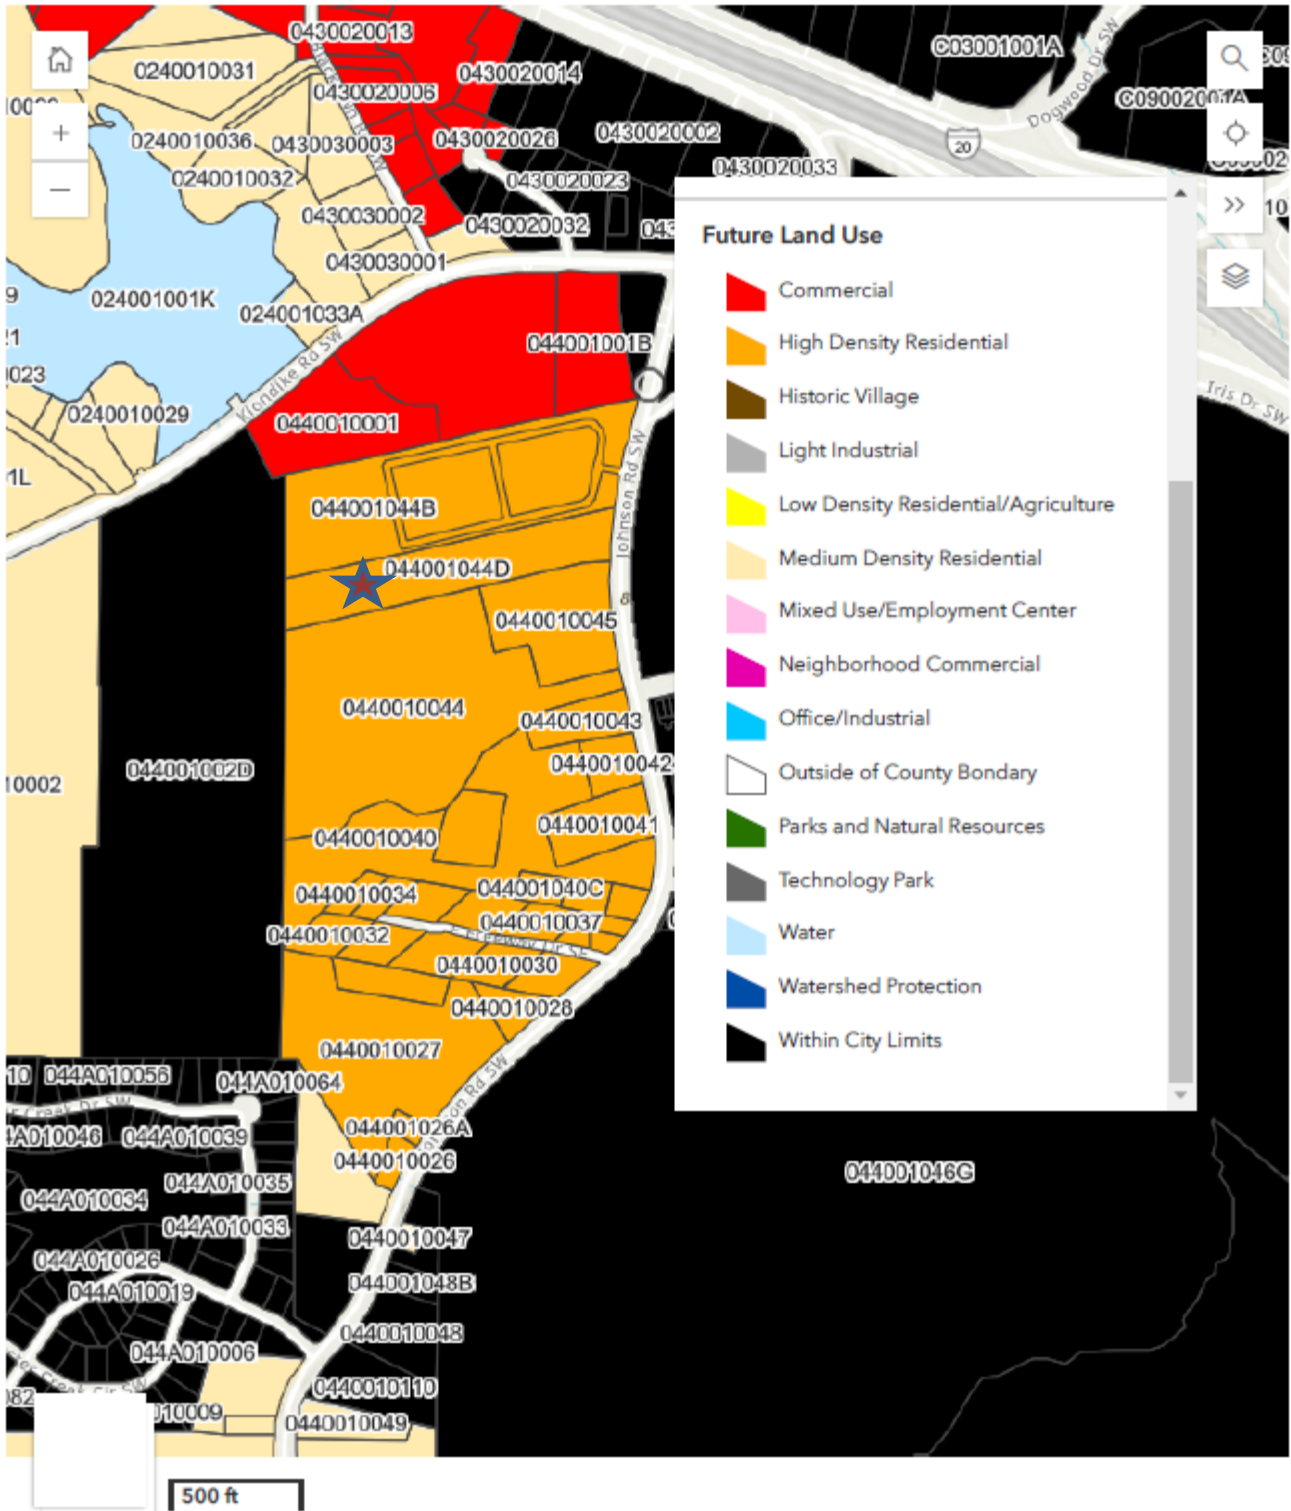 0430020013
C03001001A
0240010031
0430020014
C09002001A
0430020006
Dogwood Dr SW
20
0240010036
0430030003
0430020026
0430020002
0240010032
0430020023
0430020033
0430030002
0430020032
0430030001
024001001K
024001033A
Klondike Rd SW
044001001B
0240010029
0440010001
Iris Dr SW
Johnson Rd SW
044001044B
044001044D
0440010045
0440010044
0440010043
044001002D
0440010042
10002
0440010041
0440010040
0440010034
044001040C
0440010037
0440010032
0440010030
0440010028
0440010027
044A010056
044A010064
044001026A
4A010046
044A010039
0440010026
044A010035
044A010034
044A010033
044001046G
0440010047
044A010026
044001048B
044A010019
0440010048
044A010006
0440010110
010009
0440010049
500 ft
Future Land Use
Commercial
High Density Residential
Historic Village
Light Industrial
Low Density Residential/Agriculture
Medium Density Residential
Mixed Use/Employment Center
Neighborhood Commercial
Office/Industrial
Outside of County Bondary
Parks and Natural Resources
Technology Park
Water
Watershed Protection
Within City Limits